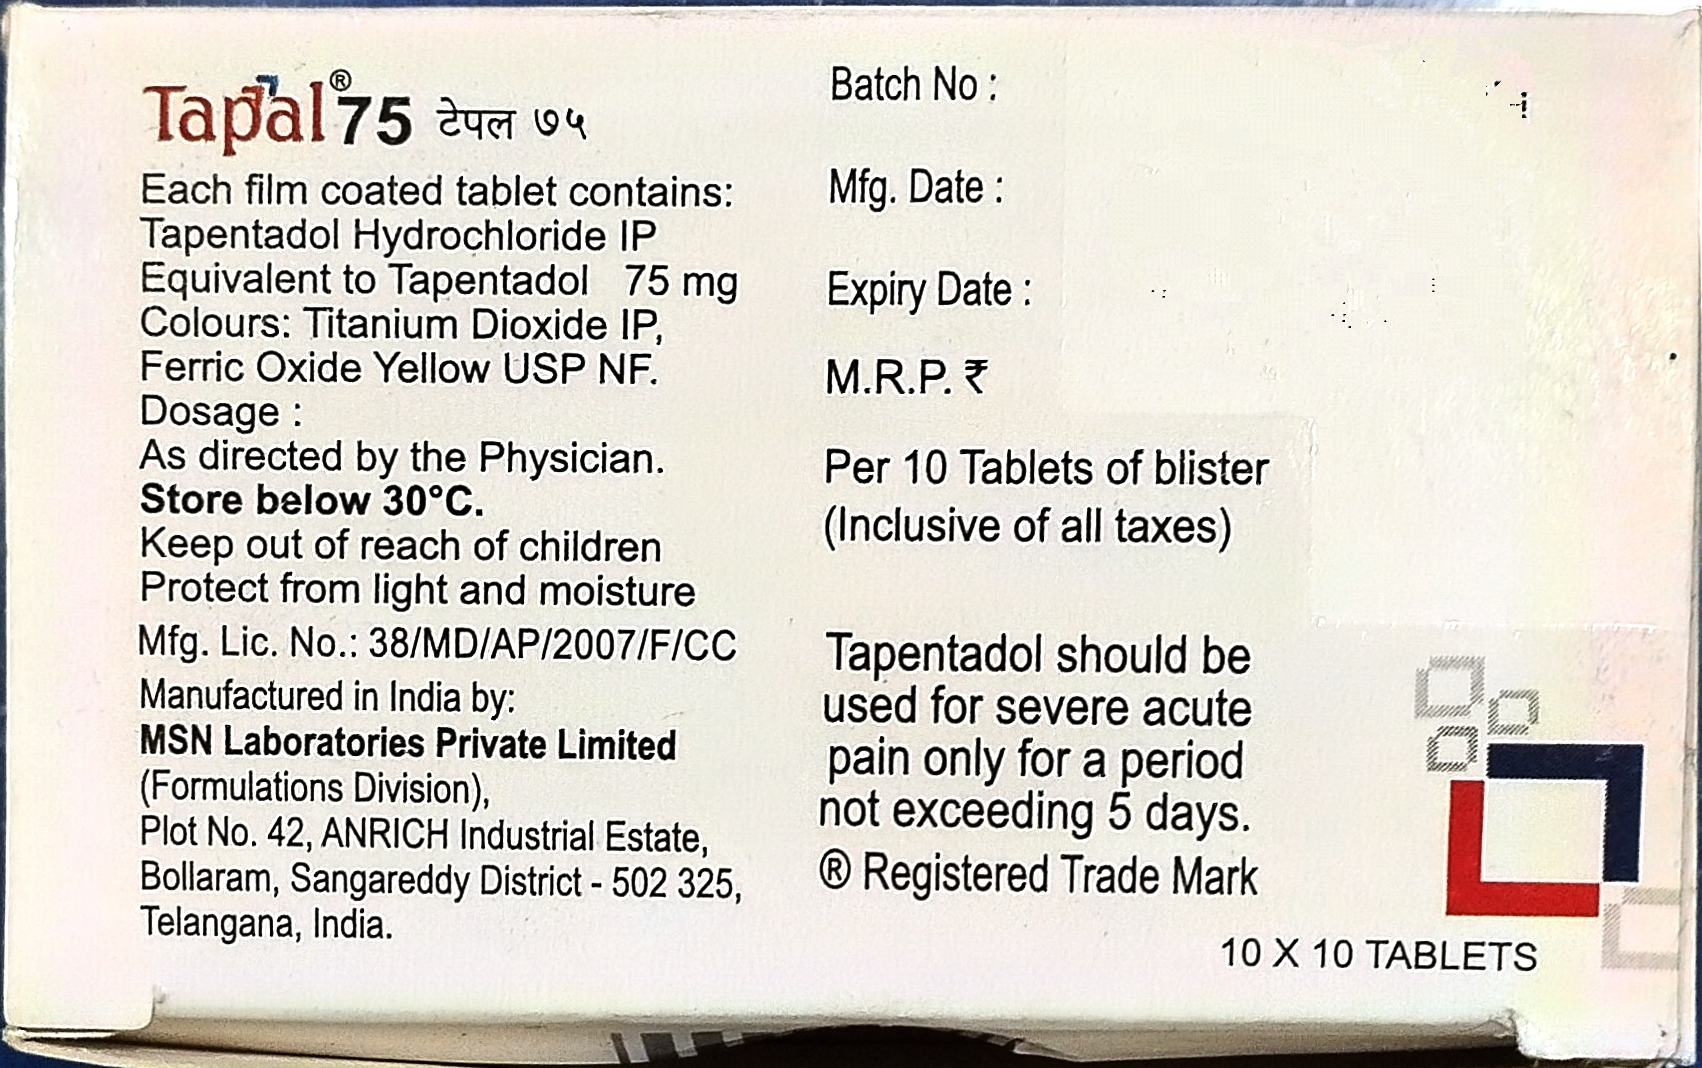 Tapal® 75 टेपल ७५
Each film coated tablet contains:
Tapentadol Hydrochloride IP
Equivalent to Tapentadol 75 mg
Colours: Titanium Dioxide IP,
Ferric Oxide Yellow USP NF.
Dosage :
As directed by the Physician.
Store below 30°C.
Keep out of reach of children
Protect from light and moisture
Mfg. Lic. No.: 38/MD/AP/2007/F/CC
Manufactured in India by:
MSN Laboratories Private Limited
(Formulations Division),
Plot No. 42, ANRICH Industrial Estate,
Bollaram, Sangareddy District - 502 325,
Telangana, India.
Batch No :
Mfg. Date :
Expiry Date :
M.R.P. ₹
Per 10 Tablets of blister
(Inclusive of all taxes)
Tapentadol should be
used for severe acute
pain only for a period
not exceeding 5 days.
® Registered Trade Mark
10 X 10 TABLETS